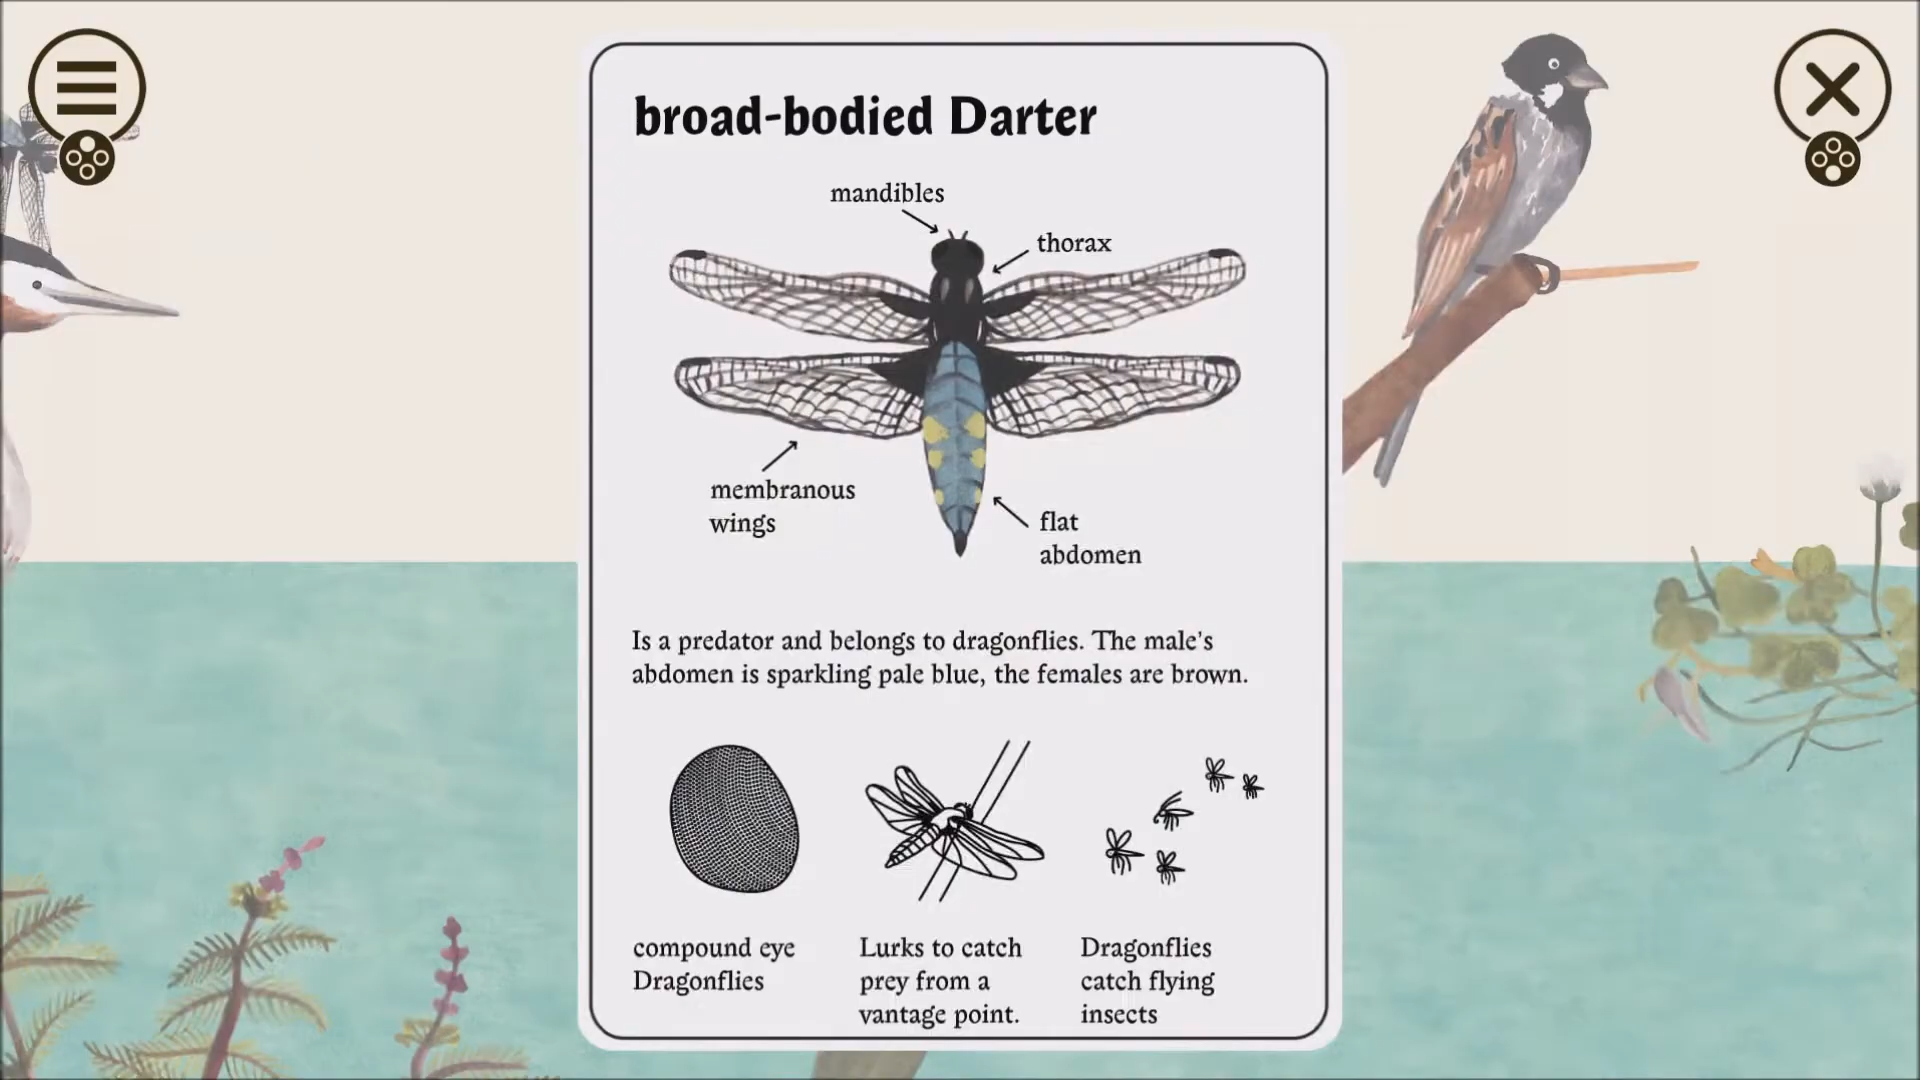 broad-bodied Darter
mandibles
thorax
membranous
wings
flat
abdomen
Is a predator and belongs to dragonflies. The male's
abdomen is sparkling pale blue, the females are brown.
compound eye
Dragonflies
Lurks to catch
prey from a
vantage point.
Dragonflies
catch flying
insects